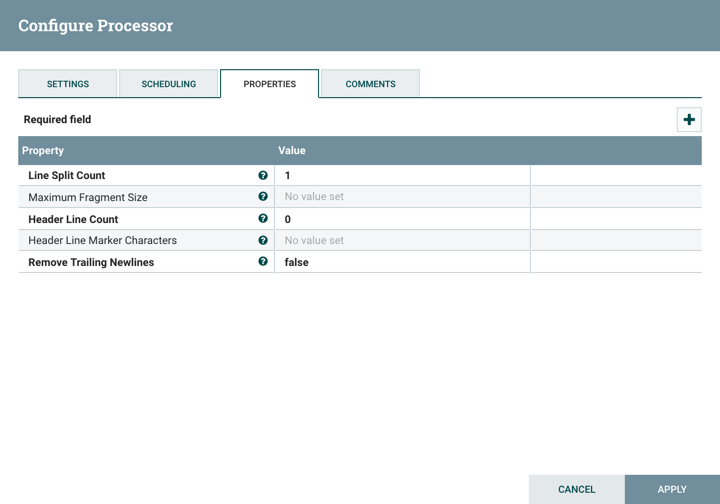 Configure Processor
SETTINGS SCHEDULING PROPERTIES COMMENTS
Required field
Property Value
Line Split Count 1
Maximum Fragment Size No value set
Header Line Count 0
Header Line Marker Characters No value set
Remove Trailing Newlines false
CANCEL APPLY